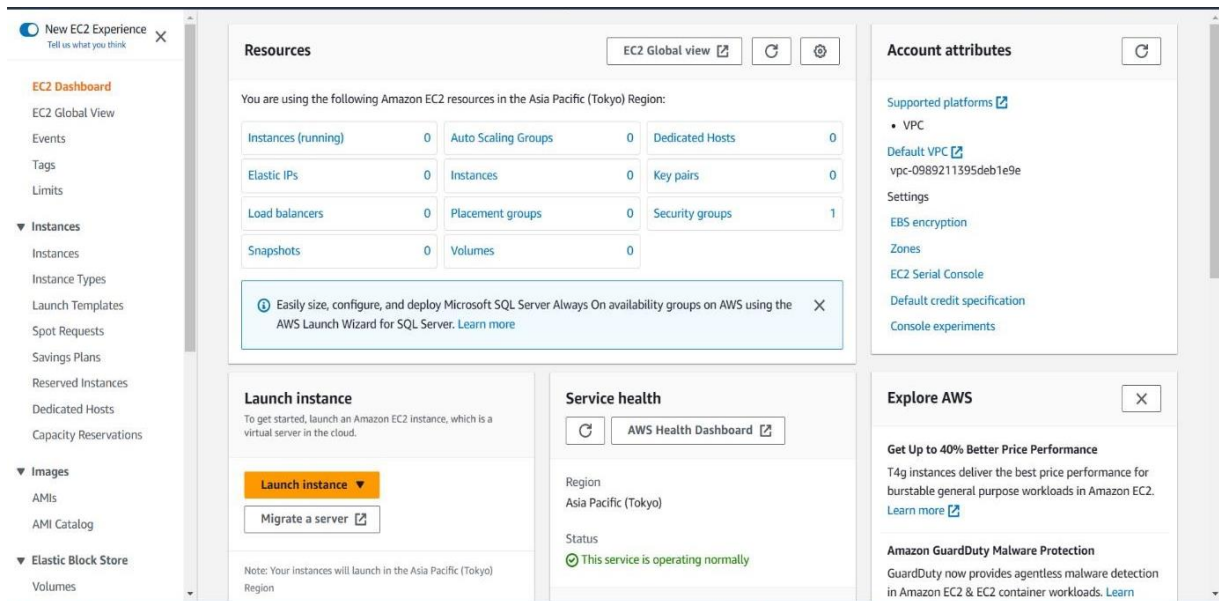 New EC2 Experience
Tell us what you think
EC2 Dashboard
EC2 Global View
Events
Tags
Limits
Instances
Instances
Instance Types
Launch Templates
Spot Requests
Savings Plans
Reserved Instances
Dedicated Hosts
Capacity Reservations
Images
AMIs
AMI Catalog
Elastic Block Store
Volumes
Resources
EC2 Global view
You are using the following Amazon EC2 resources in the Asia Pacific (Tokyo) Region:
Instances (running) 0 Auto Scaling Groups 0 Dedicated Hosts 0
Elastic IPs 0 Instances 0 Key pairs 0
Load balancers 0 Placement groups 0 Security groups 1
Snapshots 0 Volumes 0
Easily size, configure, and deploy Microsoft SQL Server Always On availability groups on AWS using the
AWS Launch Wizard for SQL Server. Learn more
Launch instance
To get started, launch an Amazon EC2 instance, which is a
virtual server in the cloud.
Launch instance
Migrate a server
Note: Your instances will launch in the Asia Pacific (Tokyo)
Region
Service health
AWS Health Dashboard
Region
Asia Pacific (Tokyo)
Status
This service is operating normally
Account attributes
Supported platforms
• VPC
Default VPC
vpc-0989211395deb1e9e
Settings
EBS encryption
Zones
EC2 Serial Console
Default credit specification
Console experiments
Explore AWS
Get Up to 40% Better Price Performance
T4g instances deliver the best price performance for
burstable general purpose workloads in Amazon EC2.
Learn more
Amazon GuardDuty Malware Protection
GuardDuty now provides agentless malware detection
in Amazon EC2 & EC2 container workloads. Learn